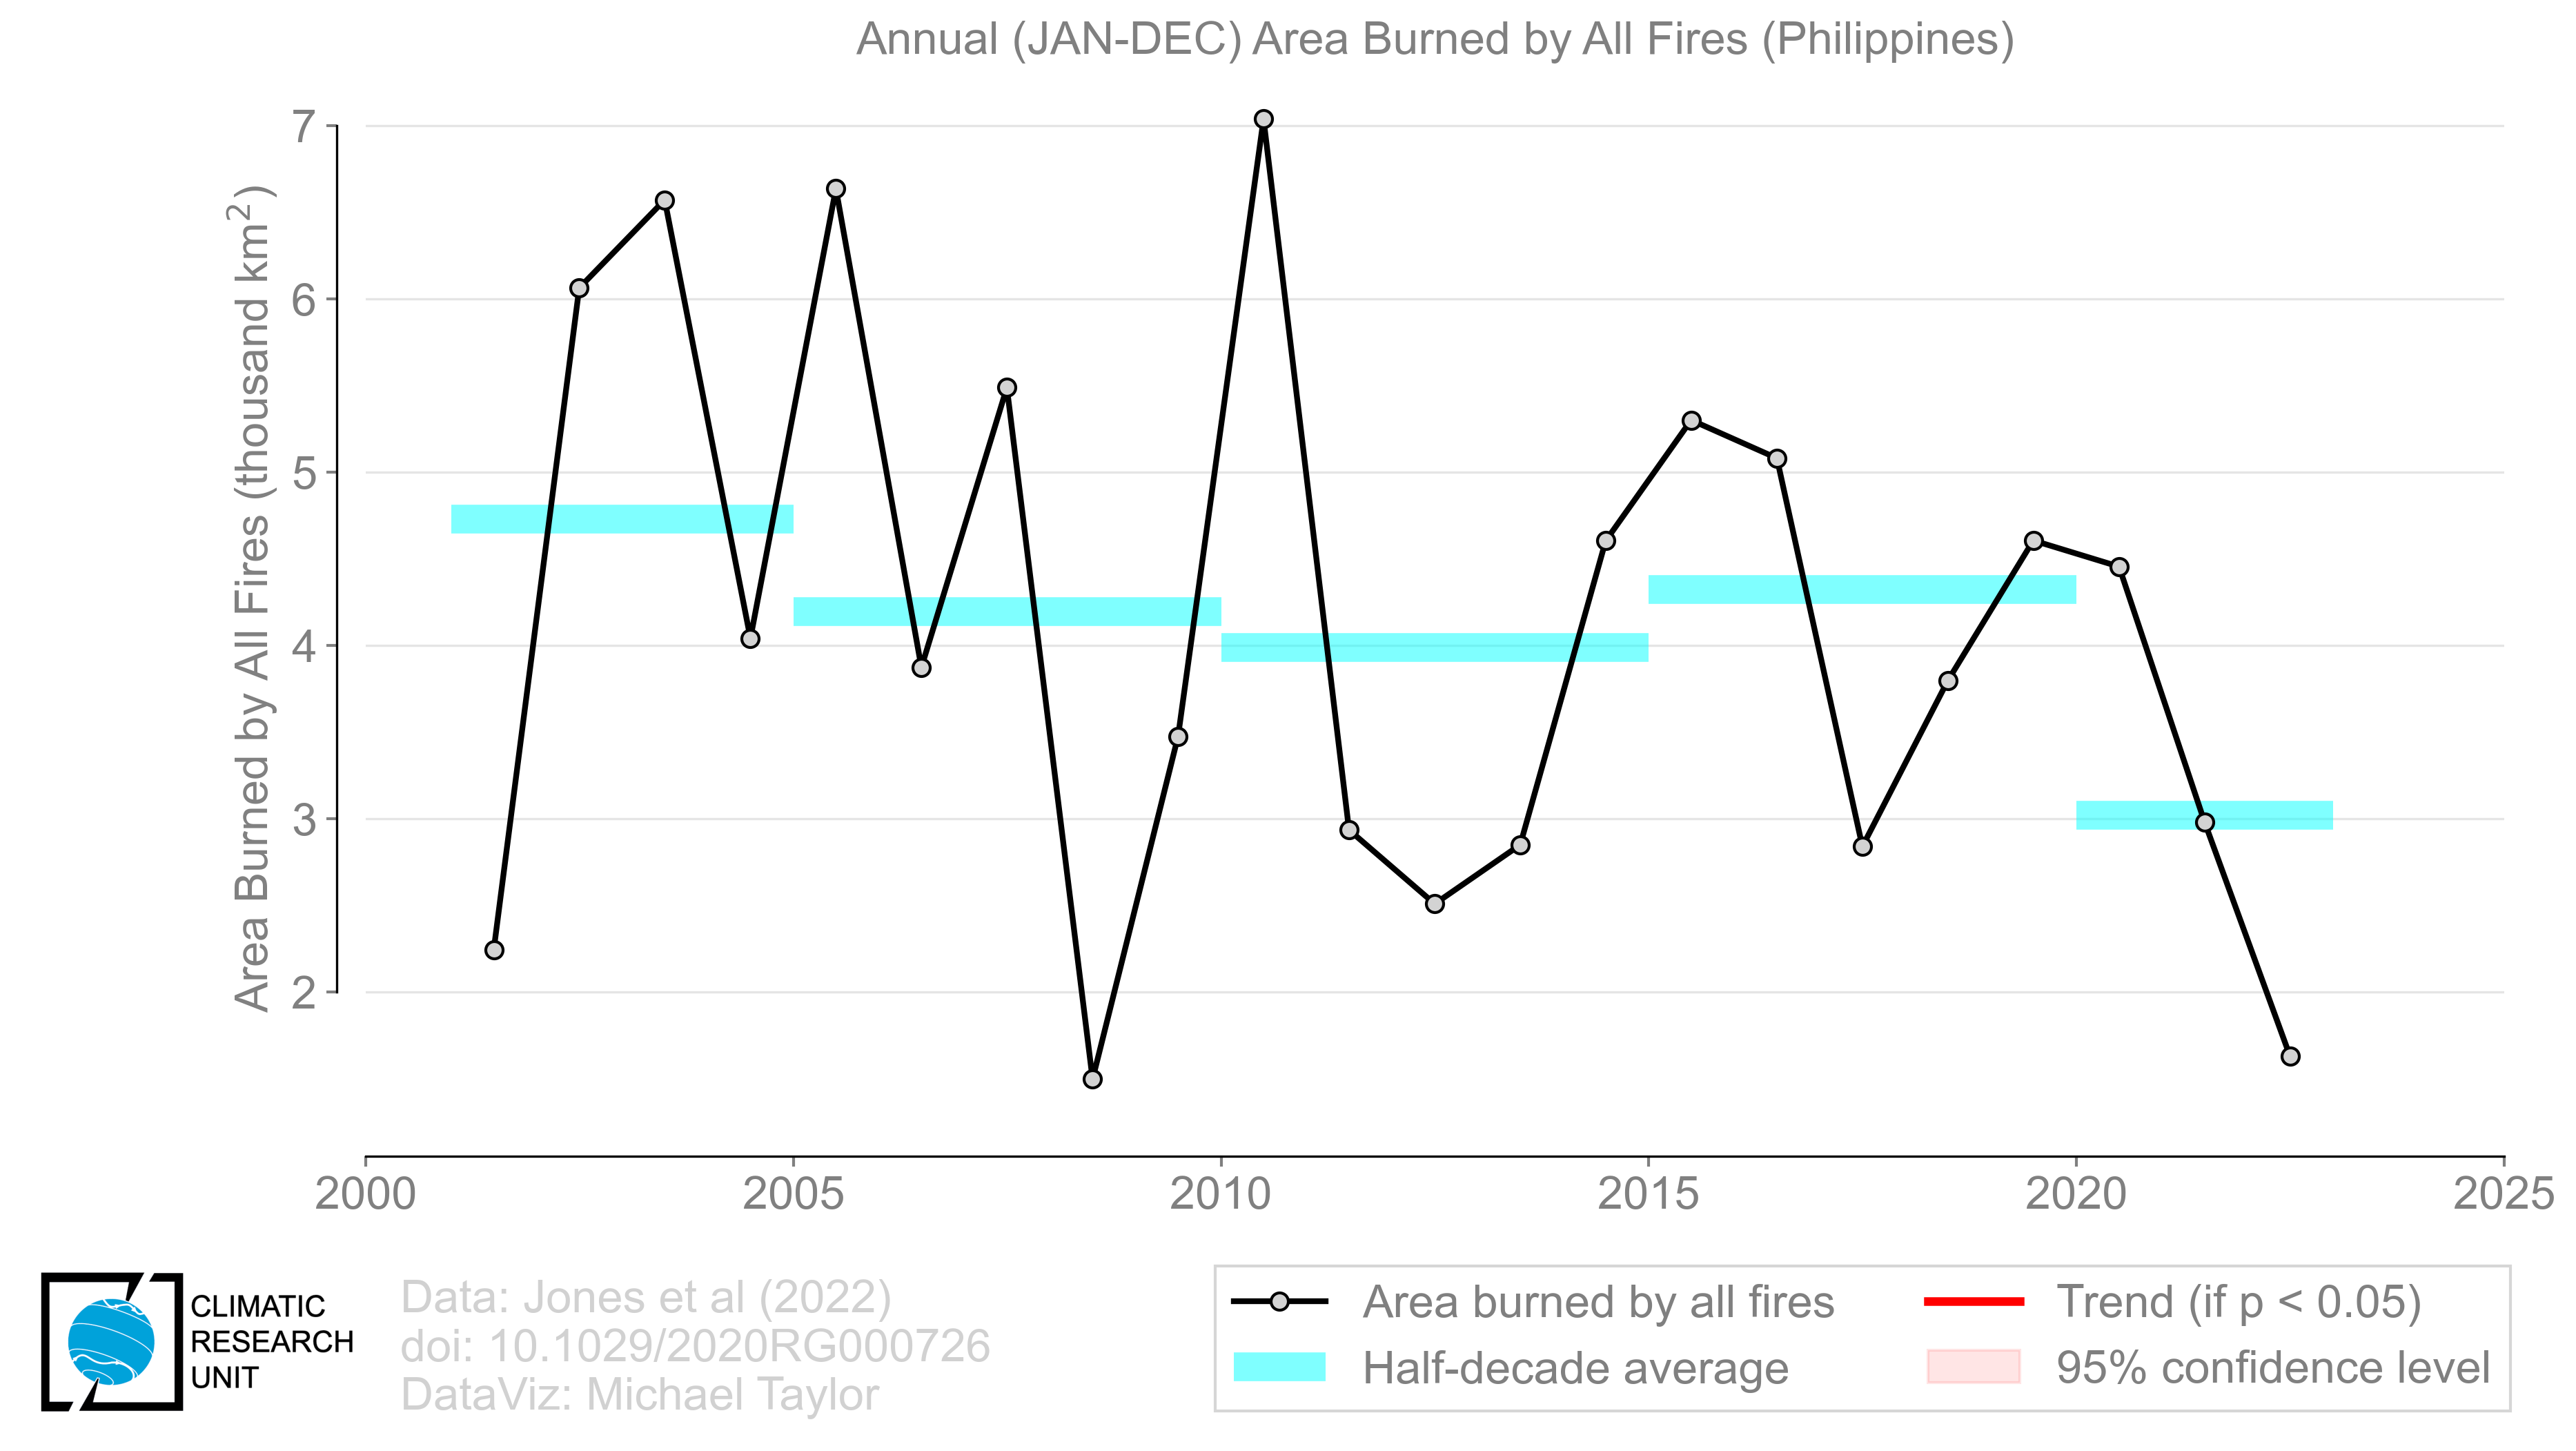 Annual (JAN-DEC) Area Burned by All Fires (Philippines)
Area Burned by All Fires (thousand km²)
7
6
5
4
3
2
2000 2005 2010 2015 2020 2025
CLIMATIC
RESEARCH
UNIT
Data: Jones et al (2022)
doi: 10.1029/2020RG000726
DataViz: Michael Taylor
Area burned by all fires
Half-decade average
Trend (if p < 0.05)
95% confidence level